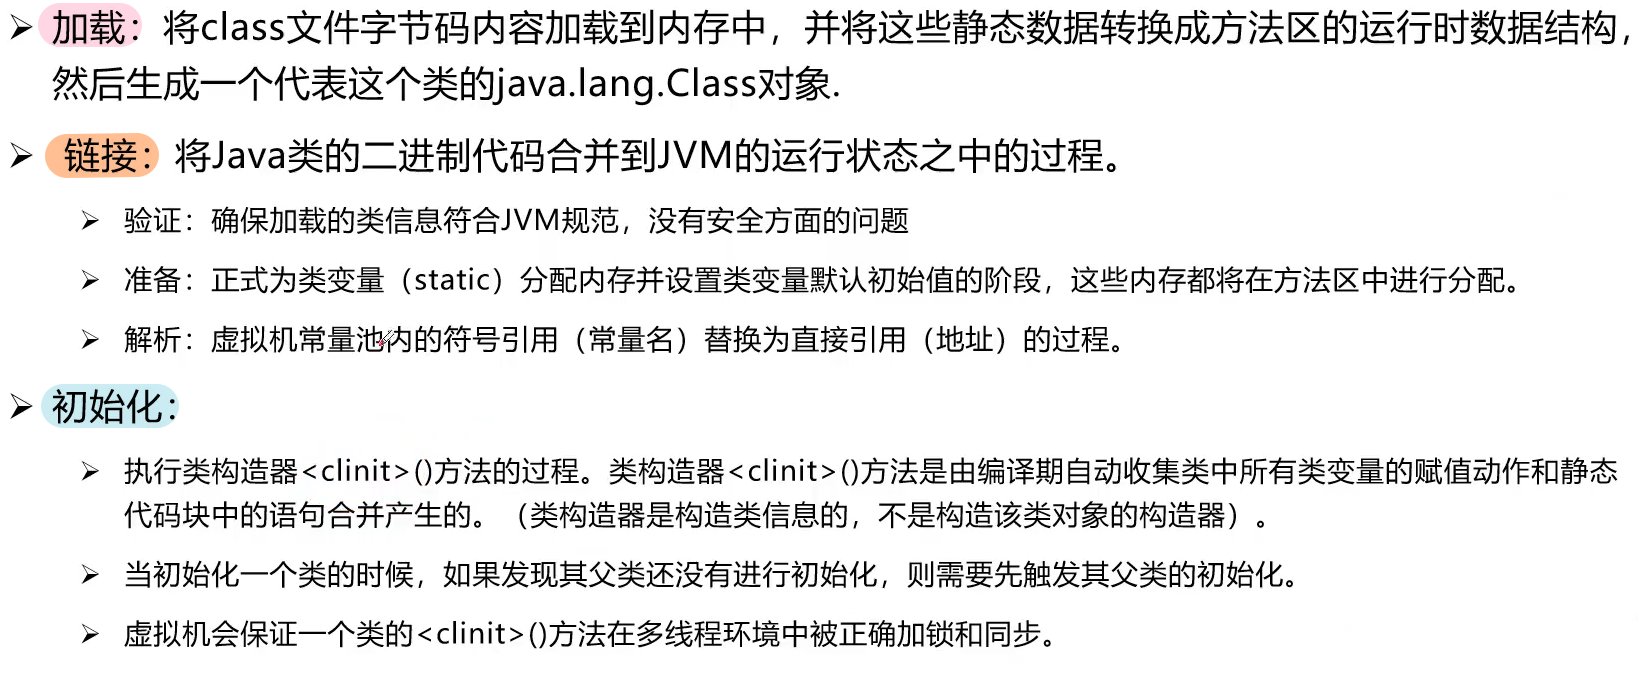 加载：将class文件字节码内容加载到内存中，并将这些静态数据转换成方法区的运行时数据结构，
然后生成一个代表这个类的java.lang.Class对象.
链接：将Java类的二进制代码合并到JVM的运行状态之中的过程。
验证：确保加载的类信息符合JVM规范，没有安全方面的问题
准备：正式为类变量（static）分配内存并设置类变量默认初始值的阶段，这些内存都将在方法区中进行分配。
解析：虚拟机常量池内的符号引用（常量名）替换为直接引用（地址）的过程。
初始化：
执行类构造器<clinit>()方法的过程。类构造器<clinit>()方法是由编译期自动收集类中所有类变量的赋值动作和静态
代码块中的语句合并产生的。（类构造器是构造类信息的，不是构造该类对象的构造器）。
当初始化一个类的时候，如果发现其父类还没有进行初始化，则需要先触发其父类的初始化。
虚拟机会保证一个类的<clinit>()方法在多线程环境中被正确加锁和同步。